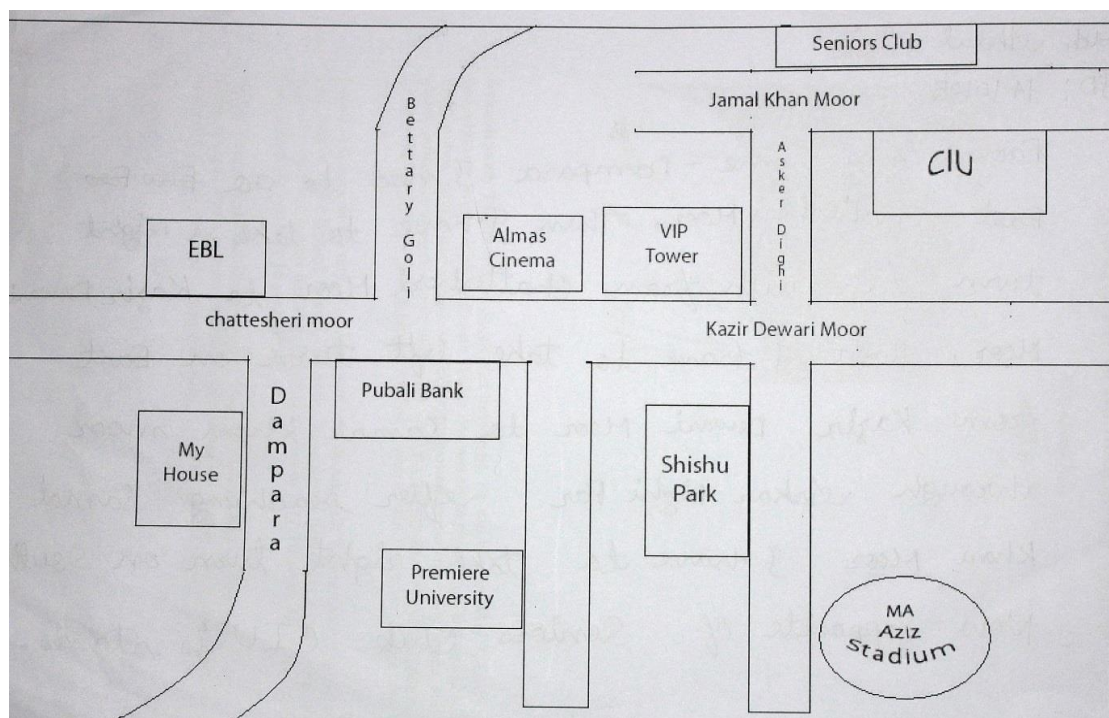 Seniors Club
Jamal Khan Moor
Bettary Goli
Asker Dighi
CIU
EBL
Almas
Cinema
VIP
Tower
chattesheri moor
Kazir Dewari Moor
Dampara
Pubali Bank
My
House
Shishu
Park
Premiere
University
MA
Aziz
Stadium